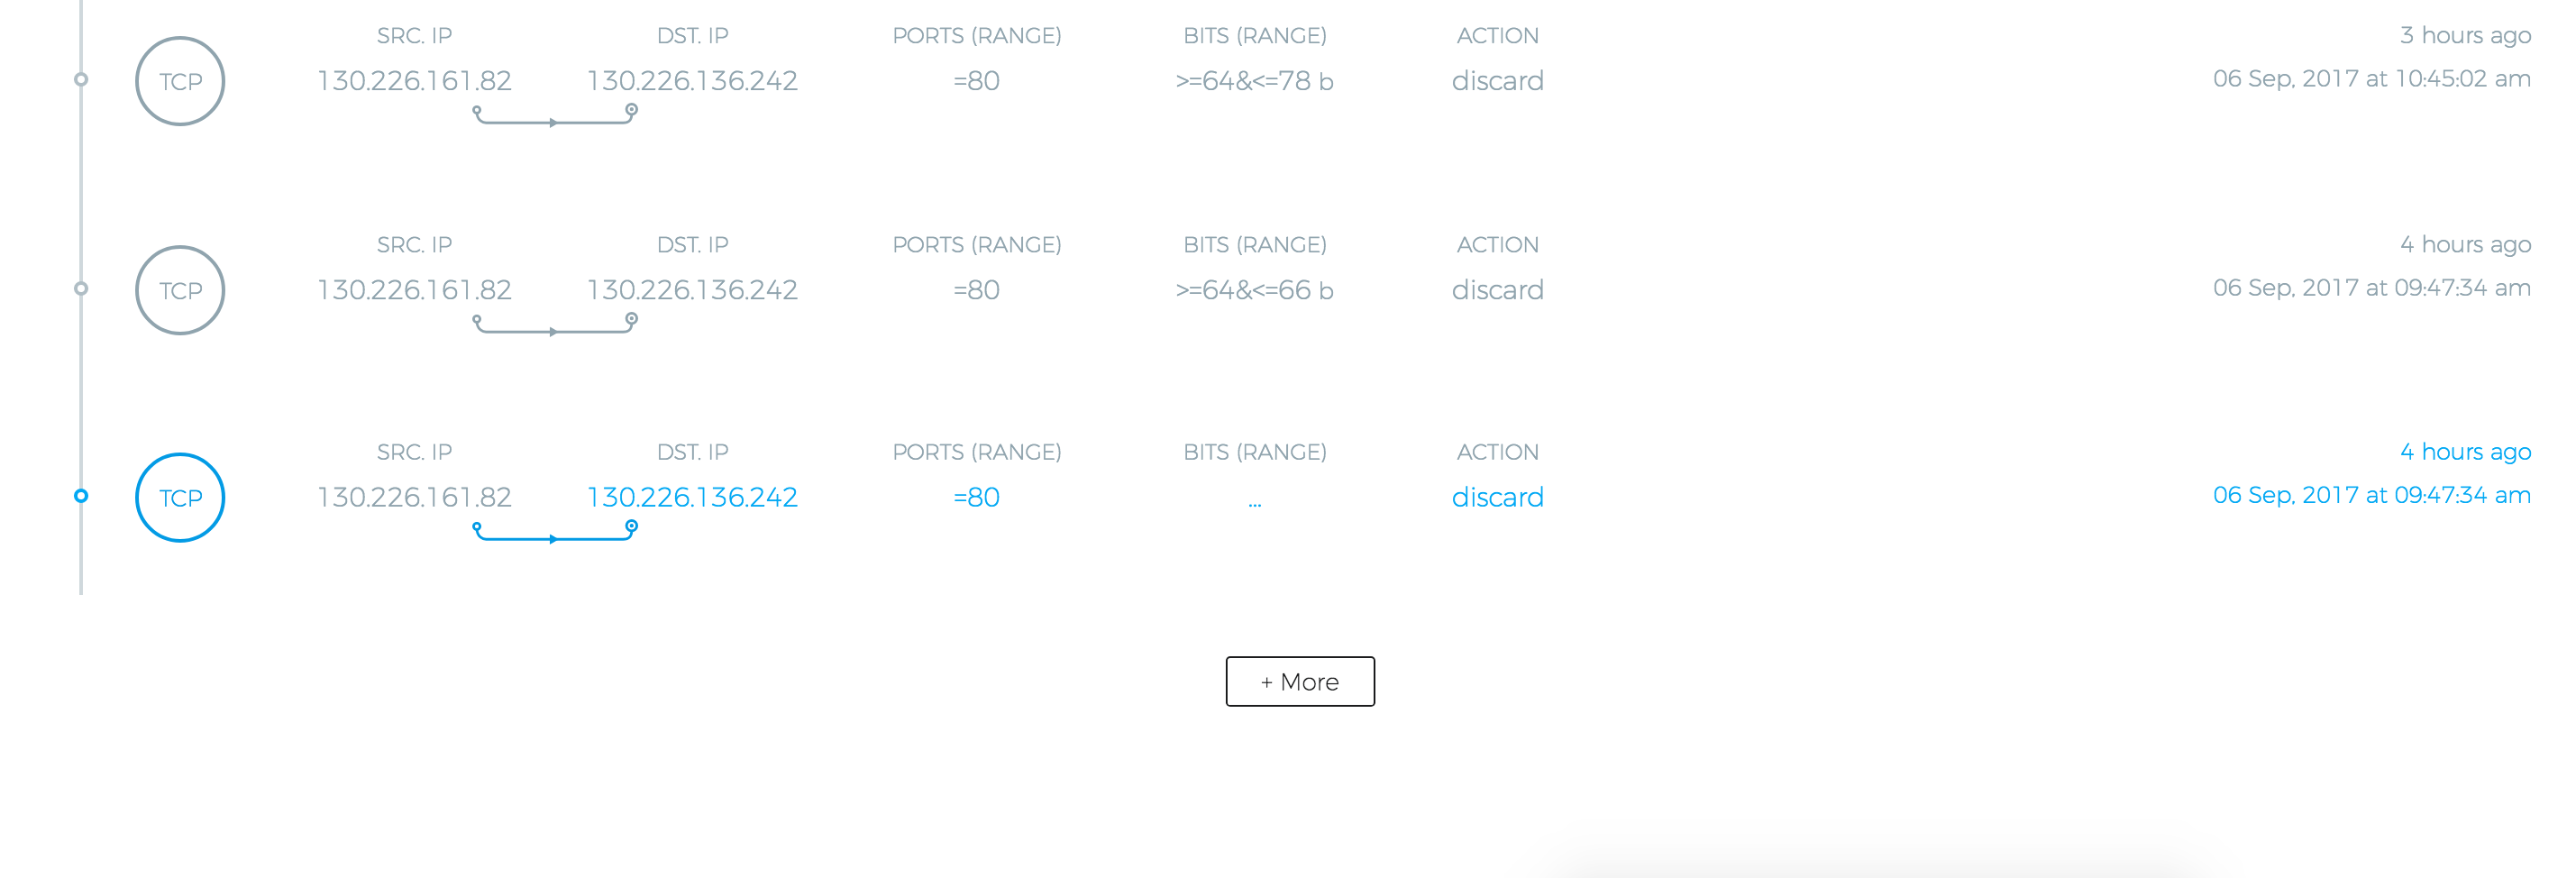 SRC. IP DST. IP PORTS (RANGE) BITS (RANGE) ACTION 3 hours ago
TCP 130.226.161.82 130.226.136.242 =80 >=64&<=78 b discard 06 Sep, 2017 at 10:45:02 am
SRC. IP DST. IP PORTS (RANGE) BITS (RANGE) ACTION 4 hours ago
TCP 130.226.161.82 130.226.136.242 =80 >=64&<=66 b discard 06 Sep, 2017 at 09:47:34 am
SRC. IP DST. IP PORTS (RANGE) BITS (RANGE) ACTION 4 hours ago
TCP 130.226.161.82 130.226.136.242 =80 ... discard 06 Sep, 2017 at 09:47:34 am
+ More